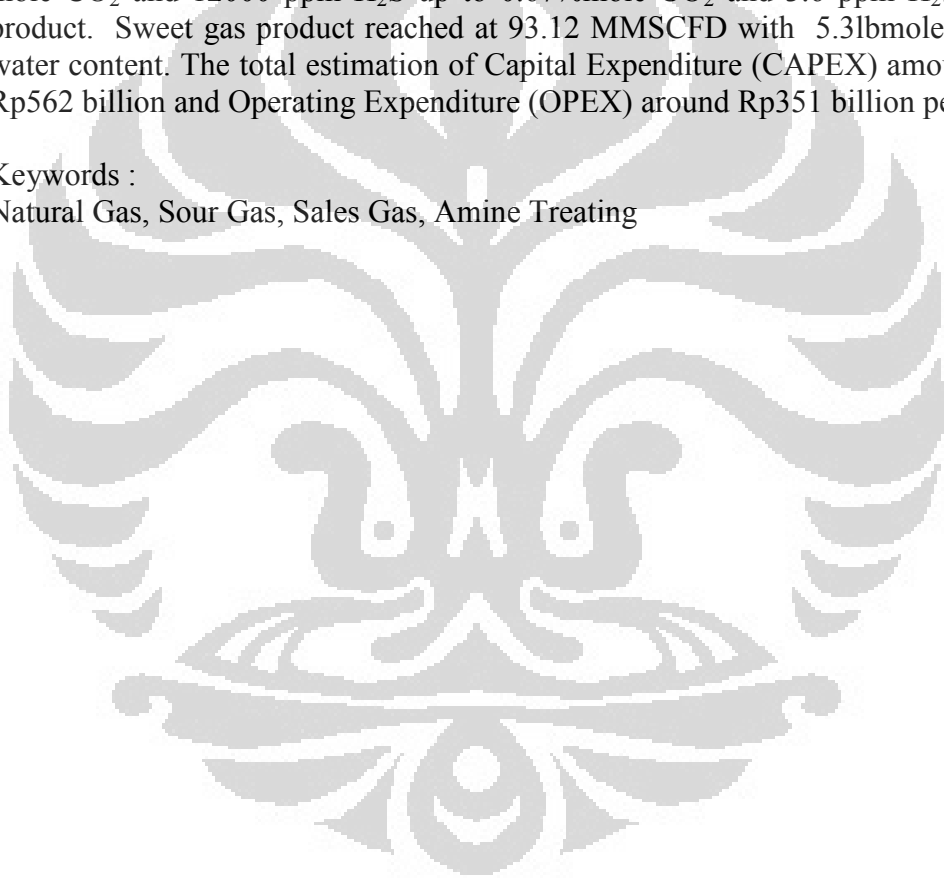 water content. The total estimation of Capital Expenditure (CAPEX)
Rp562 billion and Operating Expenditure (OPEX) around Rp351 billion
Keywords :
Natural Gas, Sour Gas, Sales Gas, Amine Treating
product. Sweet gas product reached at 93.12 MMSCFD with 5.3lbmole